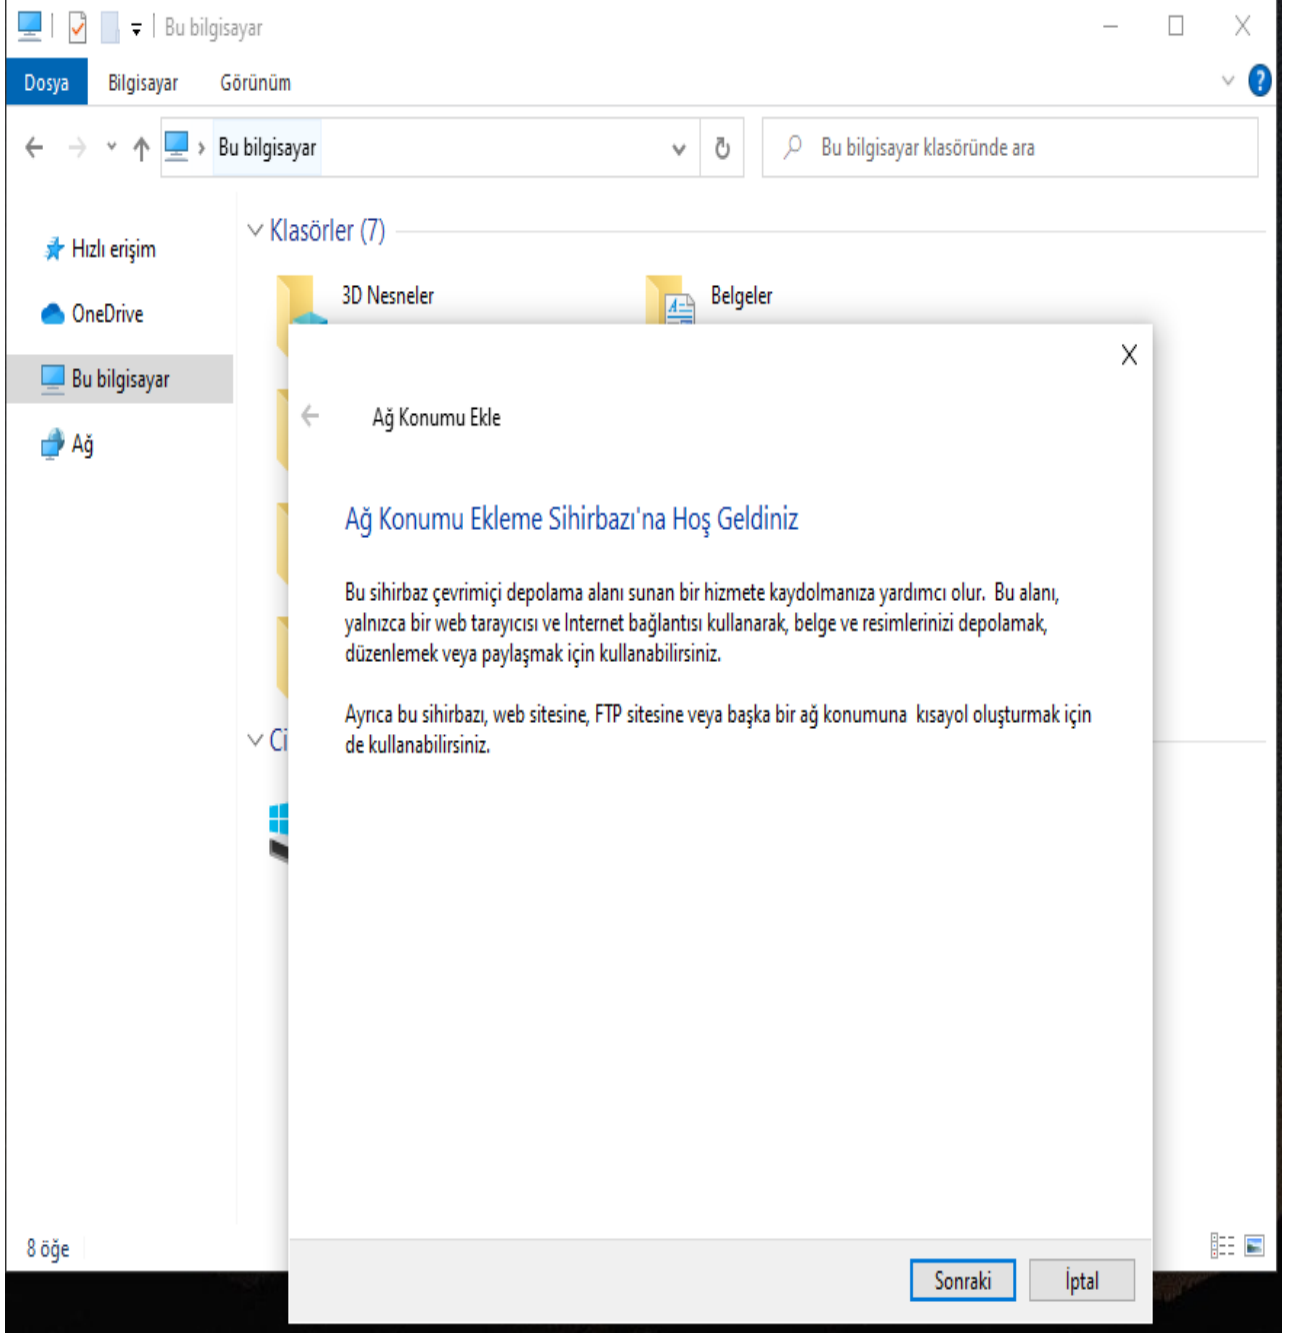 Bu bilgisayar
Dosya Bilgisayar Görünüm
Bu bilgisayar
Bu bilgisayar klasöründe ara
Hızlı erişim
OneDrive
Bu bilgisayar
Ağ
Klasörler (7)
3D Nesneler
Belgeler
Ci
Ağ Konumu Ekle
Ağ Konumu Ekleme Sihirbazı'na Hoş Geldiniz
Bu sihirbaz çevrimiçi depolama alanı sunan bir hizmete kaydolmanıza yardımcı olur. Bu alanı,
yalnızca bir web tarayıcısı ve Internet bağlantısı kullanarak, belge ve resimlerinizi depolamak,
düzenlemek veya paylaşmak için kullanabilirsiniz.
Ayrıca bu sihirbazı, web sitesine, FTP sitesine veya başka bir ağ konumuna kısayol oluşturmak için
de kullanabilirsiniz.
Sonraki İptal
8 öğe